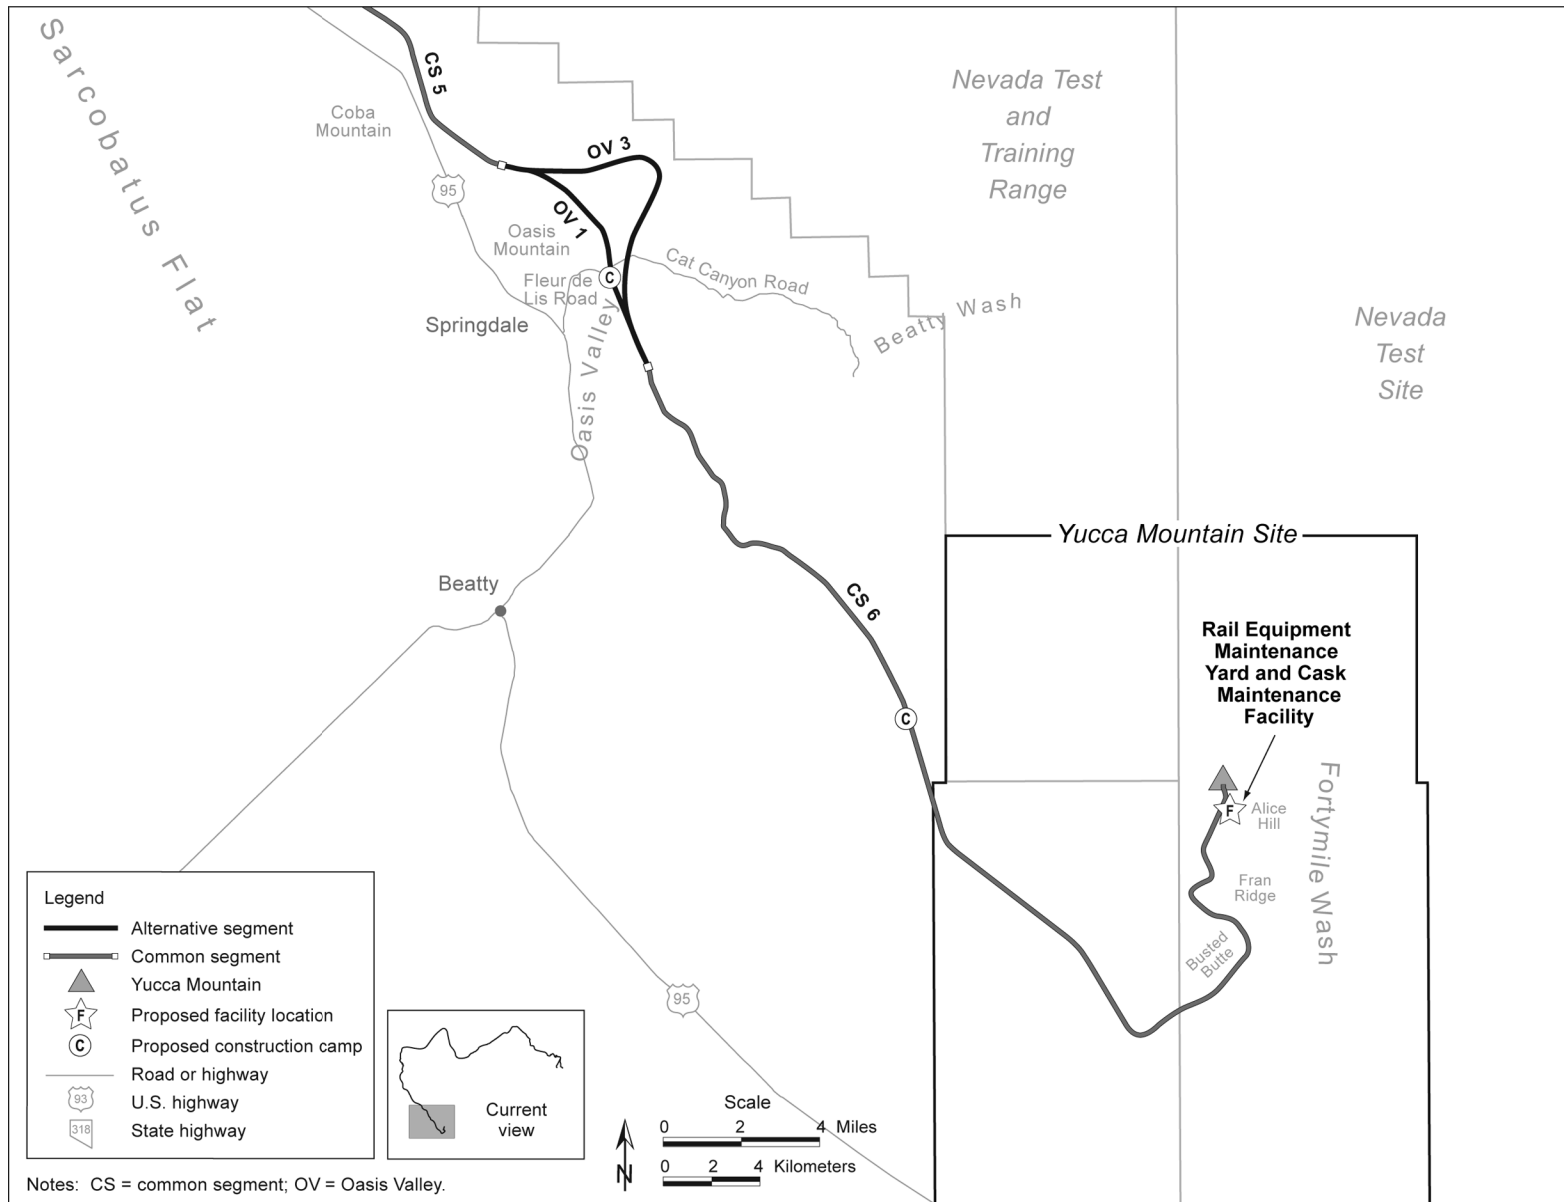 Sarcobatus Flat
CS 5
Coba
Mountain
95
OV 3
OV 1
Oasis
Mountain
Fleur de
Lis Road
C
Cat Canyon Road
Beatty Wash
Springdale
Oasis Valley
Nevada Test
and
Training
Range
Nevada
Test
Site
Yucca Mountain Site
Beatty
CS 6
C
Rail Equipment
Maintenance
Yard and Cask
Maintenance
Facility
F
Alice
Hill
Fran
Ridge
Busted
Butte
Fortymile Wash
95
Legend
Alternative segment
Common segment
Yucca Mountain
F Proposed facility location
C Proposed construction camp
Road or highway
93 U.S. highway
318 State highway
Current
view
N
Scale
0 2 4 Miles
0 2 4 Kilometers
Notes: CS = common segment; OV = Oasis Valley.